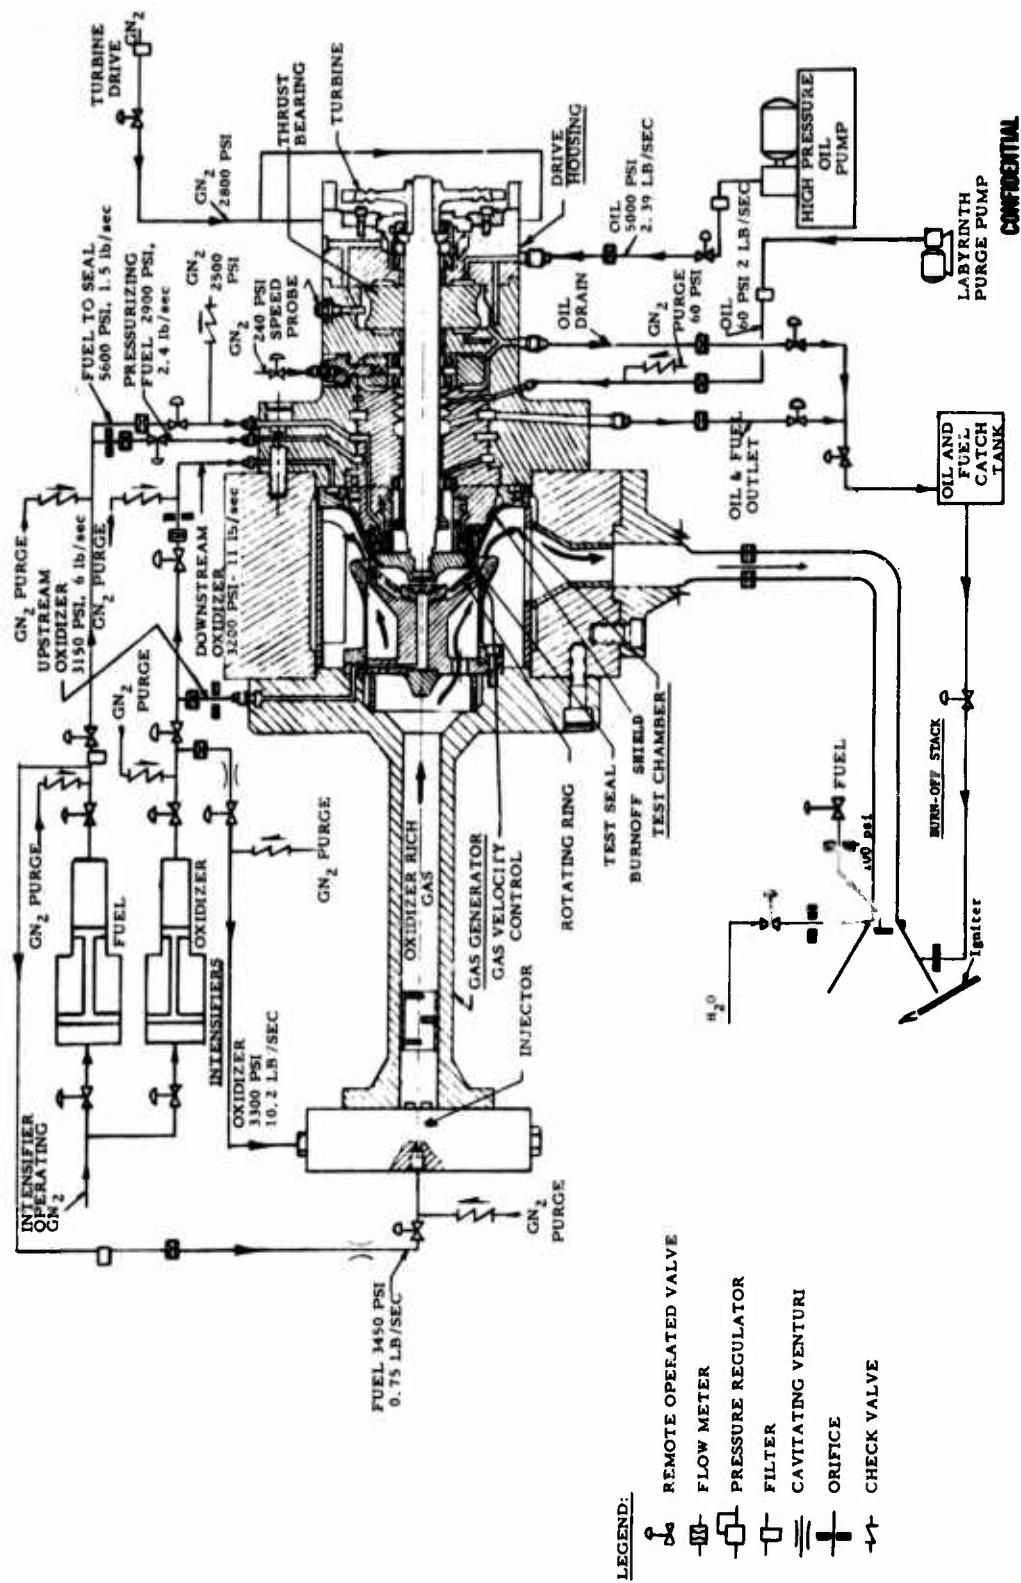 TURBINE
DRIVE
GN2
GN2
2800 PSI
THRUST
BEARING
TURBINE
DRIVE
HOUSING
FUEL TO SEAL
5600 PSI, 1.5 lb/sec
PRESSURIZING
FUEL 2900 PSI,
2.4 lb/sec
GN2
2500
PSI
GN2
240 PSI
SPEED
PROBE
OIL
5000 PSI
2.39 LB/SEC
HIGH PRESSURE
OIL
PUMP
LABYRINTH
PURGE PUMP
CONFIDENTIAL
OIL
60 PSI 2 LB/SEC
GN2
PURGE
60 PSI
OIL
DRAIN
OIL & FUEL
OUTLET
OIL AND
FUEL
CATCH
TANK
GN2 PURGE
UPSTREAM
OXIDIZER
3150 PSI, 6 lb/sec
GN2 PURGE
DOWNSTREAM
OXIDIZER
3200 PSI- 11 lb/sec
GN2
PURGE
GN2 PURGE
FUEL
OXIDIZER
INTENSIFIERS
GN2 PURGE
OXIDIZER
3300 PSI
10.2 LB/SEC
INTENSIFIER
OPERATING
GN2
OXIDIZER RICH
GAS
GAS GENERATOR
GAS VELOCITY
CONTROL
INJECTOR
ROTATING RING
TEST SEAL
BURNOFF SHIELD
TEST CHAMBER
GN2
PURGE
FUEL 3450 PSI
0.75 LB/SEC
FUEL
100 psi
BURN-OFF STACK
H2O
Igniter
LEGEND:
REMOTE OPERATED VALVE
FLOW METER
PRESSURE REGULATOR
FILTER
CAVITATING VENTURI
ORIFICE
CHECK VALVE